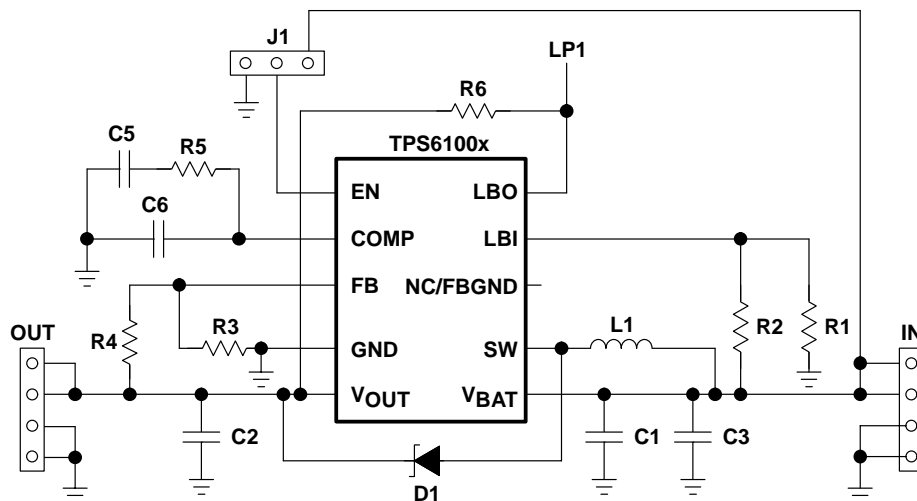 J1
LP1
R6
C5
R5
TPS6100x
EN
LBO
C6
COMP
LBI
FB
NC/FBGND
OUT
R4
R3
L1
R2
R1
IN
GND
SW
VOUT
VBAT
C2
C1
C3
D1